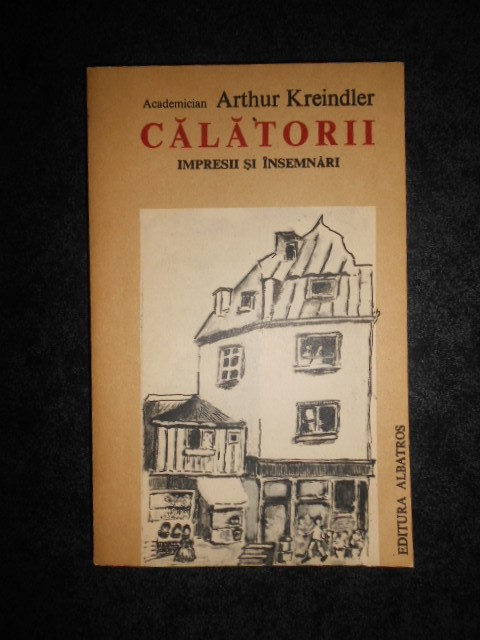 Academician Arthur Kreindler
CĂLĂTORII
IMPRESII ȘI ÎNSEMNĂRI
EDITURA ALBATROS